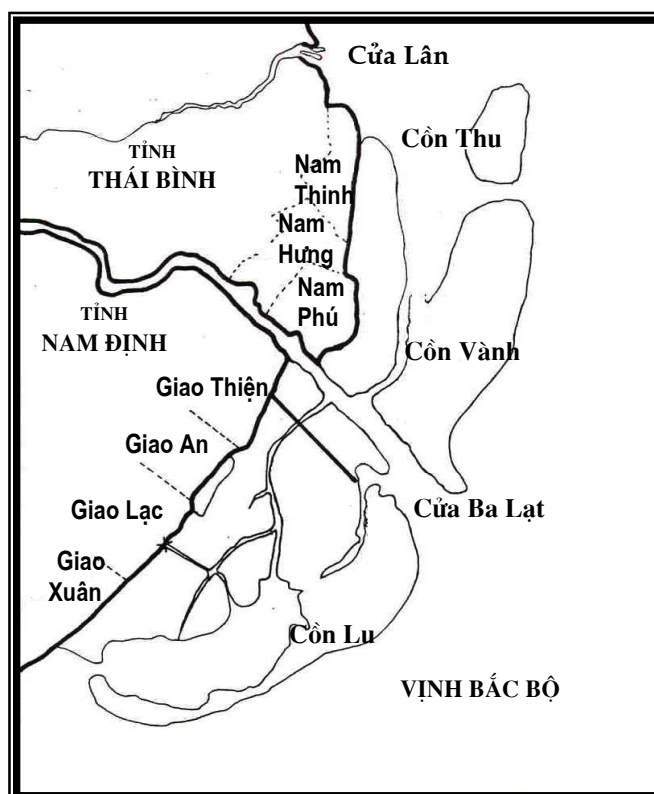 Cửa Lân
Cồn Thu
TỈNH
THÁI BÌNH
Nam
Thinh
Nam
Hưng
Nam
Phú
TỈNH
NAM ĐỊNH
Cồn Vành
Giao Thiện
Giao An
Giao Lạc
Cửa Ba Lạt
Giao
Xuân
Cồn Lu
VỊNH BẮC BỘ